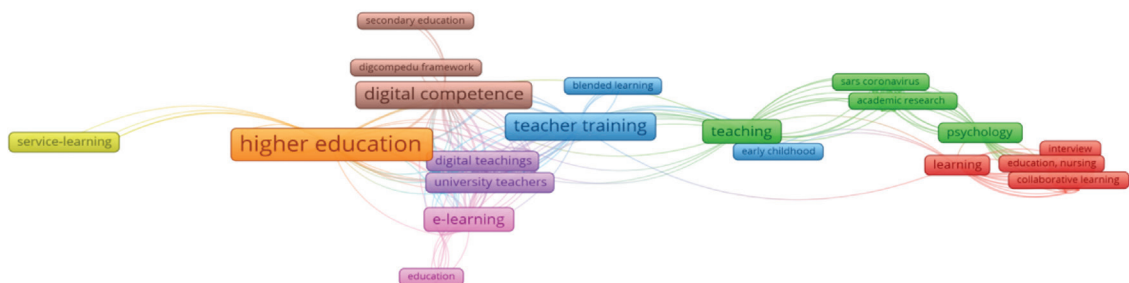 secondary education
digcompedu framework
digital competence
blended learning
sars coronavirus
academic research
service-learning
higher education
teacher training
teaching
psychology
digital teachings
early childhood
interview
learning
education, nursing
university teachers
collaborative learning
e-learning
education